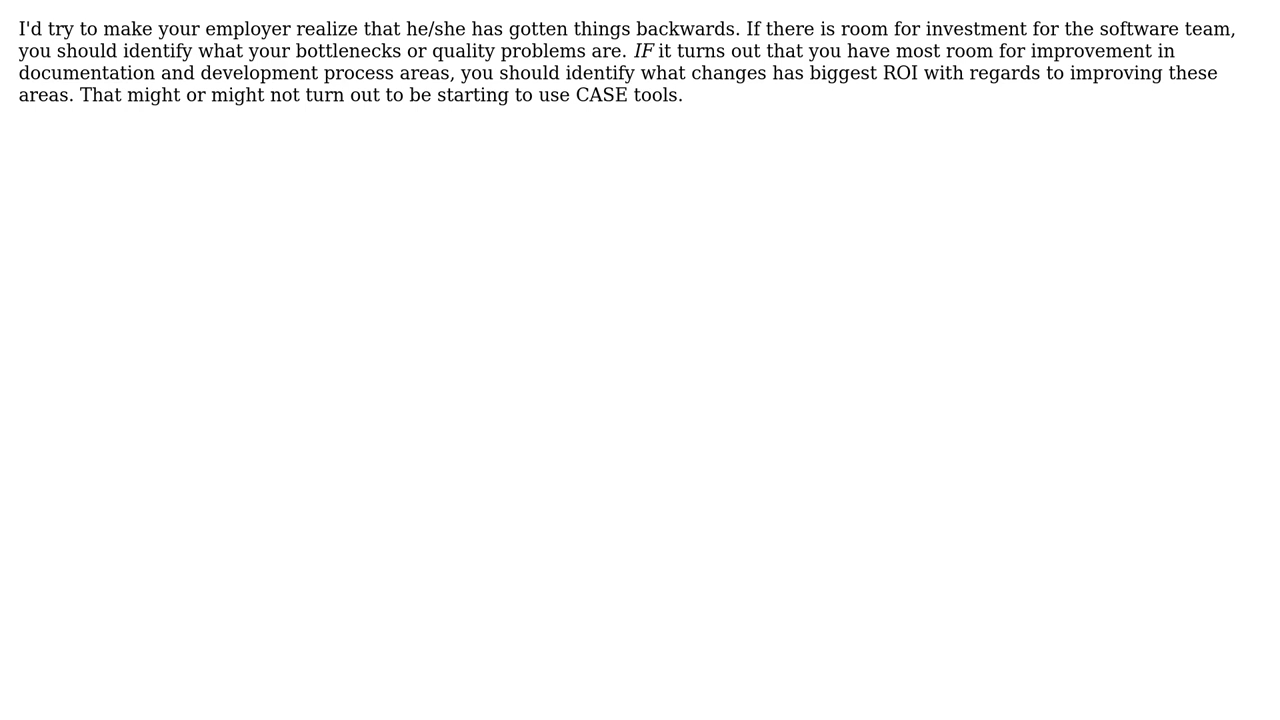 I'd try to make your employer realize that he/she has gotten things backwards. If there is room for investment for the software team,
you should identify what your bottlenecks or quality problems are. IF it turns out that you have most room for improvement in
documentation and development process areas, you should identify what changes has biggest ROI with regards to improving these
areas. That might or might not turn out to be starting to use CASE tools.